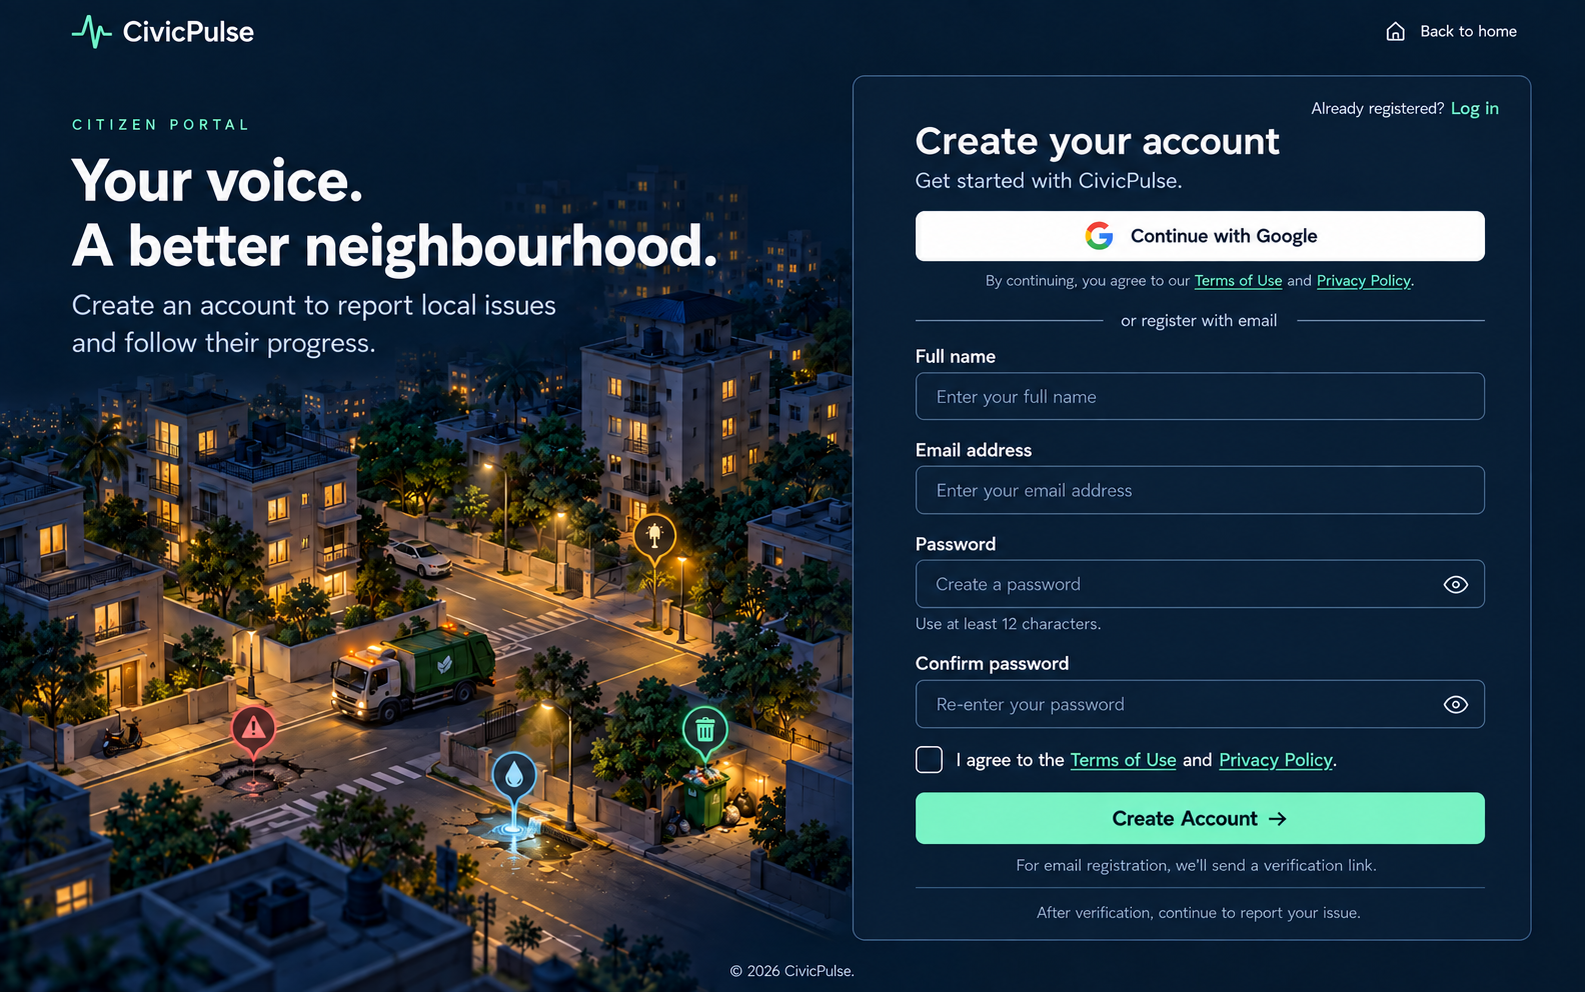 CivicPulse
Back to home
CITIZEN PORTAL
Your voice.
A better neighbourhood.
Create an account to report local issues
and follow their progress.
Already registered? Log in
Create your account
Get started with CivicPulse.
Continue with Google
By continuing, you agree to our Terms of Use and Privacy Policy.
or register with email
Full name
Enter your full name
Email address
Enter your email address
Password
Create a password
Use at least 12 characters.
Confirm password
Re-enter your password
I agree to the Terms of Use and Privacy Policy.
Create Account →
For email registration, we'll send a verification link.
After verification, continue to report your issue.
© 2026 CivicPulse.